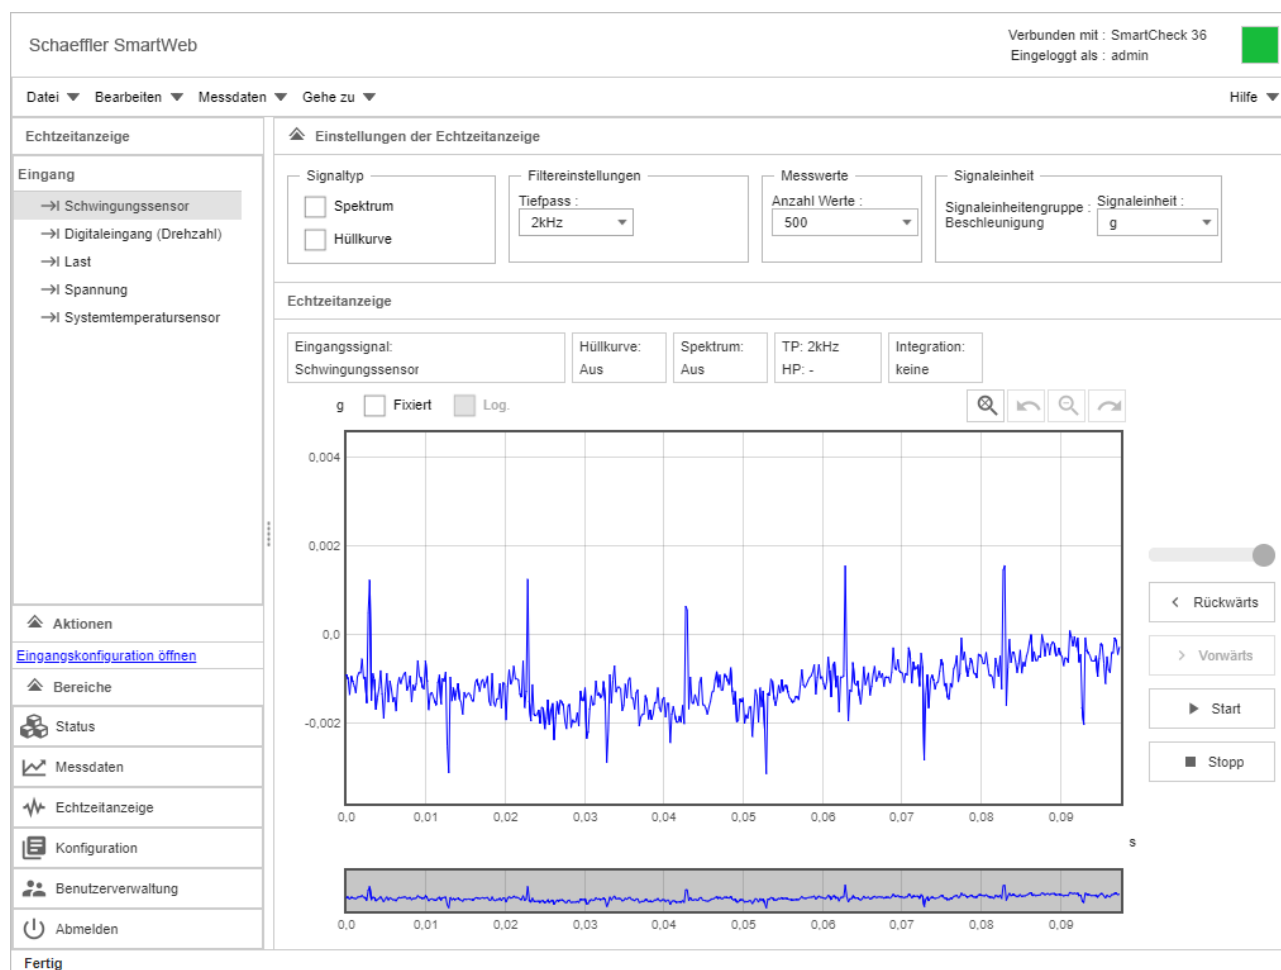 Schaeffler SmartWeb
Verbunden mit : SmartCheck 36
Eingeloggt als : admin
Datei Bearbeiten Messdaten Gehe zu Hilfe
Echtzeitanzeige
Eingang
Schwingungssensor
Digitaleingang (Drehzahl)
Last
Spannung
Systemtemperatursensor
Aktionen
Eingangskonfiguration öffnen
Bereiche
Status
Messdaten
Echtzeitanzeige
Konfiguration
Benutzerverwaltung
Abmelden
Einstellungen der Echtzeitanzeige
Signaltyp
Spektrum
Hüllkurve
Filtereinstellungen
Tiefpass :
2kHz
Messwerte
Anzahl Werte :
500
Signaleinheit
Signaleinheitengruppe :
Beschleunigung
Signaleinheit :
g
Echtzeitanzeige
Eingangssignal:
Schwingungssensor
Hüllkurve:
Aus
Spektrum:
Aus
TP: 2kHz
HP: -
Integration:
keine
g Fixiert Log.
0,004
0,002
0,0
-0,002
0,0 0,01 0,02 0,03 0,04 0,05 0,06 0,07 0,08 0,09
s
0,0 0,01 0,02 0,03 0,04 0,05 0,06 0,07 0,08 0,09
Rückwärts
Vorwärts
Start
Stopp
Fertig